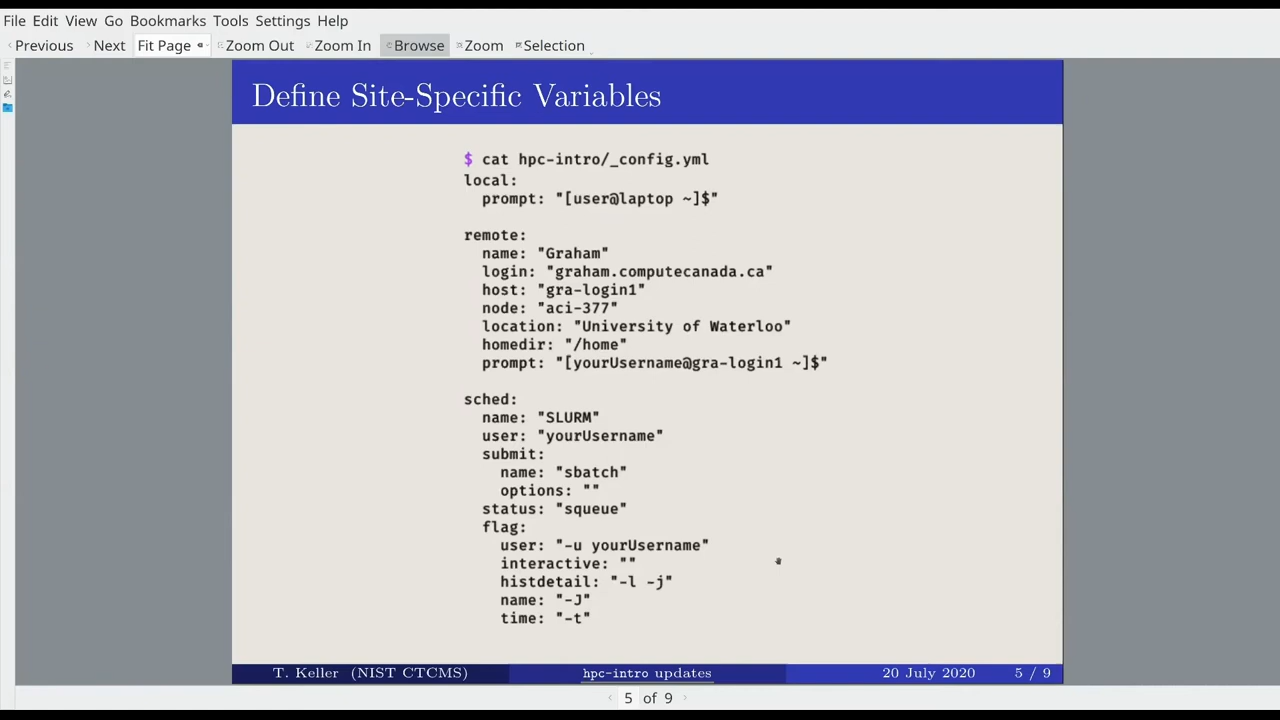 File Edit View Go Bookmarks Tools Settings Help
Previous Next Fit Page Zoom Out Zoom In Browse Zoom Selection
Define Site-Specific Variables
$ cat hpc-intro/_config.yml
local:
  prompt: "[user@laptop ~]$"
remote:
  name: "Graham"
  login: "graham.computecanada.ca"
  host: "gra-login1"
  node: "aci-377"
  location: "University of Waterloo"
  homedir: "/home"
  prompt: "[yourUsername@gra-login1 ~]$"
sched:
  name: "SLURM"
  user: "yourUsername"
  submit:
    name: "sbatch"
    options: ""
  status: "squeue"
  flag:
    user: "-u yourUsername"
    interactive: ""
    histdetail: "-l -j"
    name: "-J"
    time: "-t"
T. Keller (NIST CTCMS) hpc-intro updates 20 July 2020 5 / 9
5 of 9